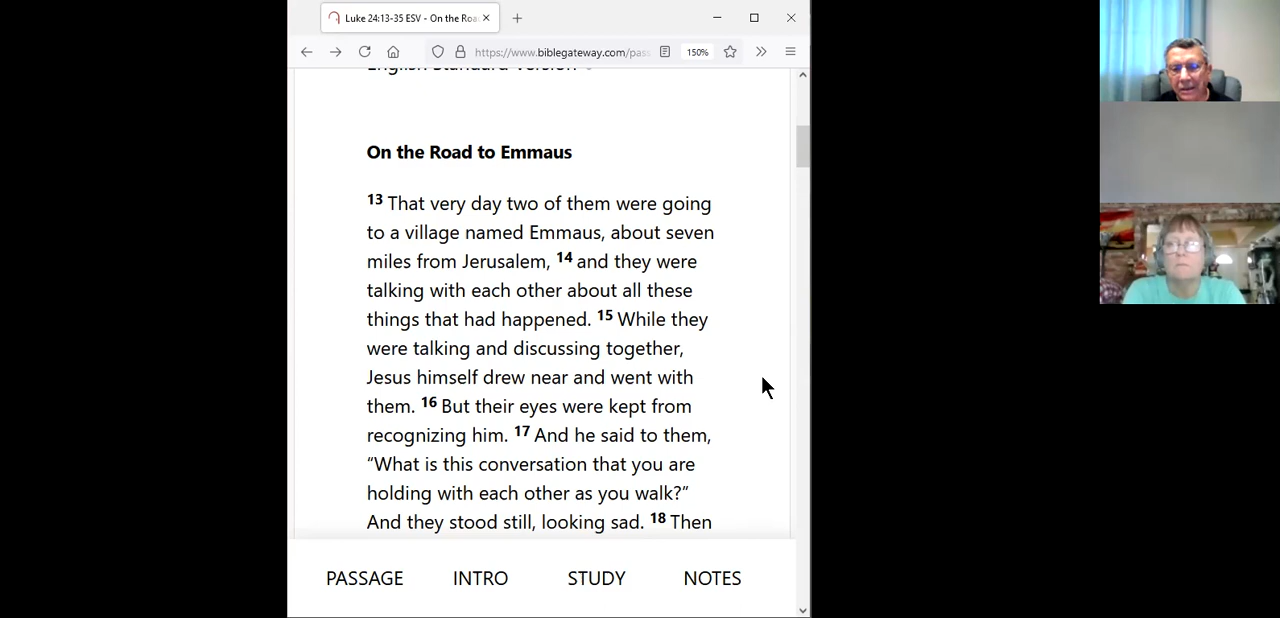 Luke 24:13-35 ESV - On the Roa
https://www.biblegateway.com/pass
150%
English Standard Version
On the Road to Emmaus
13 That very day two of them were going
to a village named Emmaus, about seven
miles from Jerusalem, 14 and they were
talking with each other about all these
things that had happened. 15 While they
were talking and discussing together,
Jesus himself drew near and went with
them. 16 But their eyes were kept from
recognizing him. 17 And he said to them,
“What is this conversation that you are
holding with each other as you walk?”
And they stood still, looking sad. 18 Then
PASSAGE INTRO STUDY NOTES